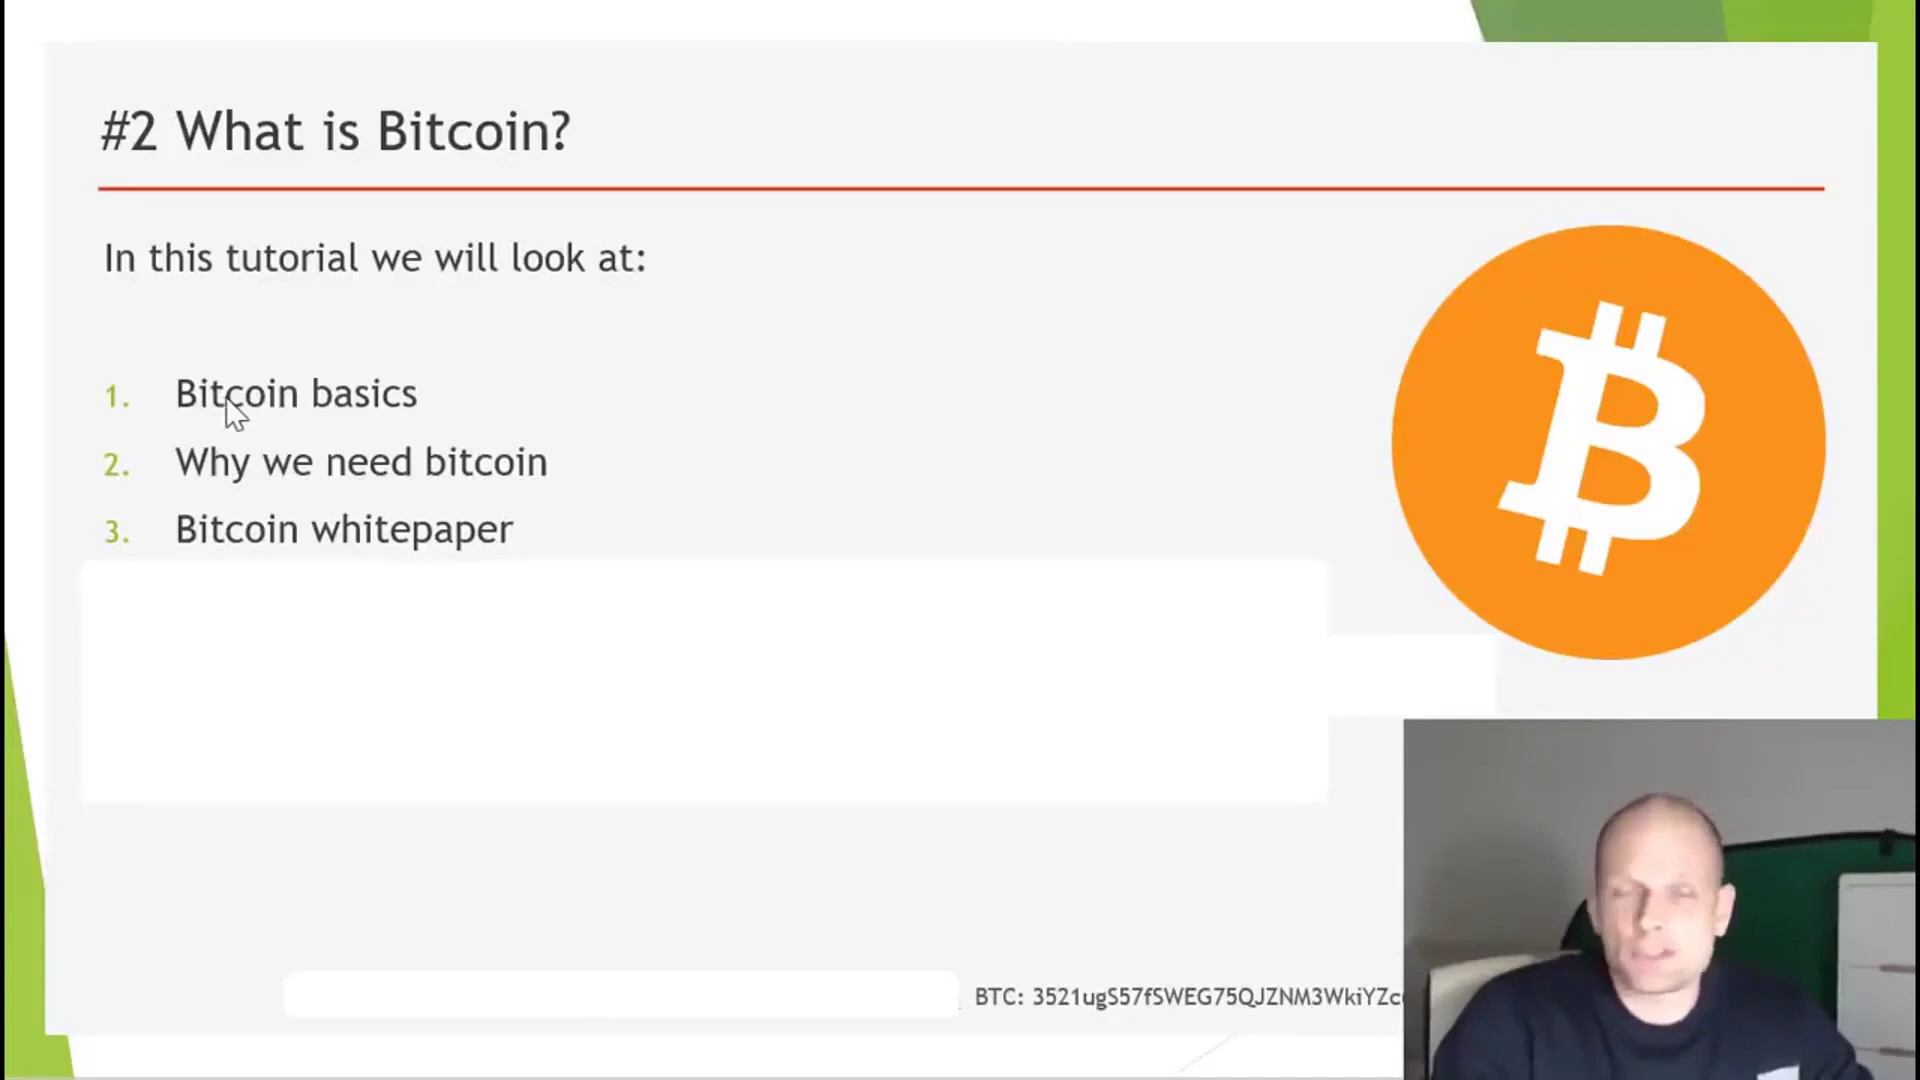 #2 What is Bitcoin?
In this tutorial we will look at:
1. Bitcoin basics
2. Why we need bitcoin
3. Bitcoin whitepaper
BTC: 3521ugS57fSWEG75QJZNM3WkiYZc